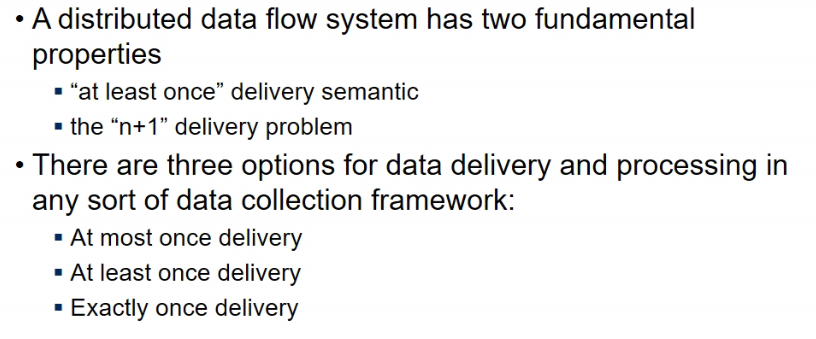 • A distributed data flow system has two fundamental
properties
▪ “at least once” delivery semantic
▪ the “n+1” delivery problem
• There are three options for data delivery and processing in
any sort of data collection framework:
▪ At most once delivery
▪ At least once delivery
▪ Exactly once delivery